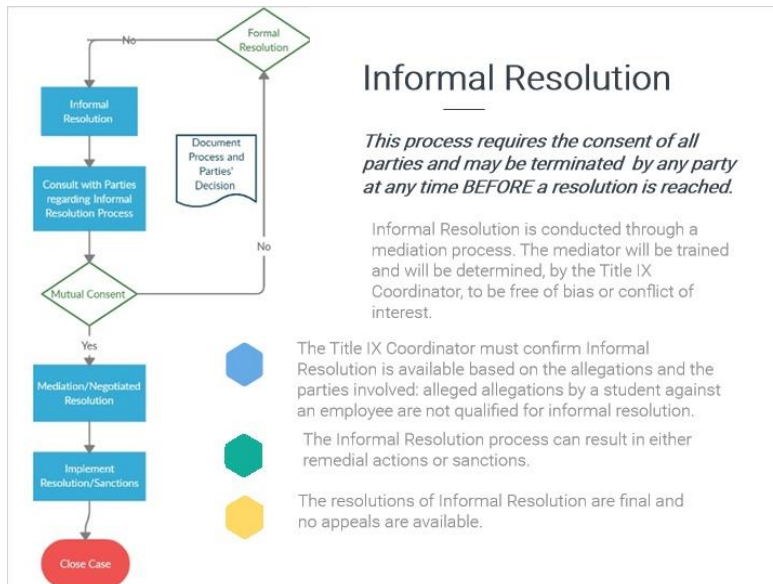 No
Formal
Resolution
Informal
Resolution
Document
Process and
Parties'
Decision
Consult with Parties
regarding Informal
Resolution Process
No
Mutual Consent
Yes
Mediation/Negotiated
Resolution
Implement
Resolution/Sanctions
Close Case
Informal Resolution
This process requires the consent of all
parties and may be terminated by any party
at any time BEFORE a resolution is reached.
Informal Resolution is conducted through a
mediation process. The mediator will be trained
and will be determined, by the Title IX
Coordinator, to be free of bias or conflict of
interest.
The Title IX Coordinator must confirm Informal
Resolution is available based on the allegations and the
parties involved: alleged allegations by a student against
an employee are not qualified for informal resolution.
The Informal Resolution process can result in either
remedial actions or sanctions.
The resolutions of Informal Resolution are final and
no appeals are available.